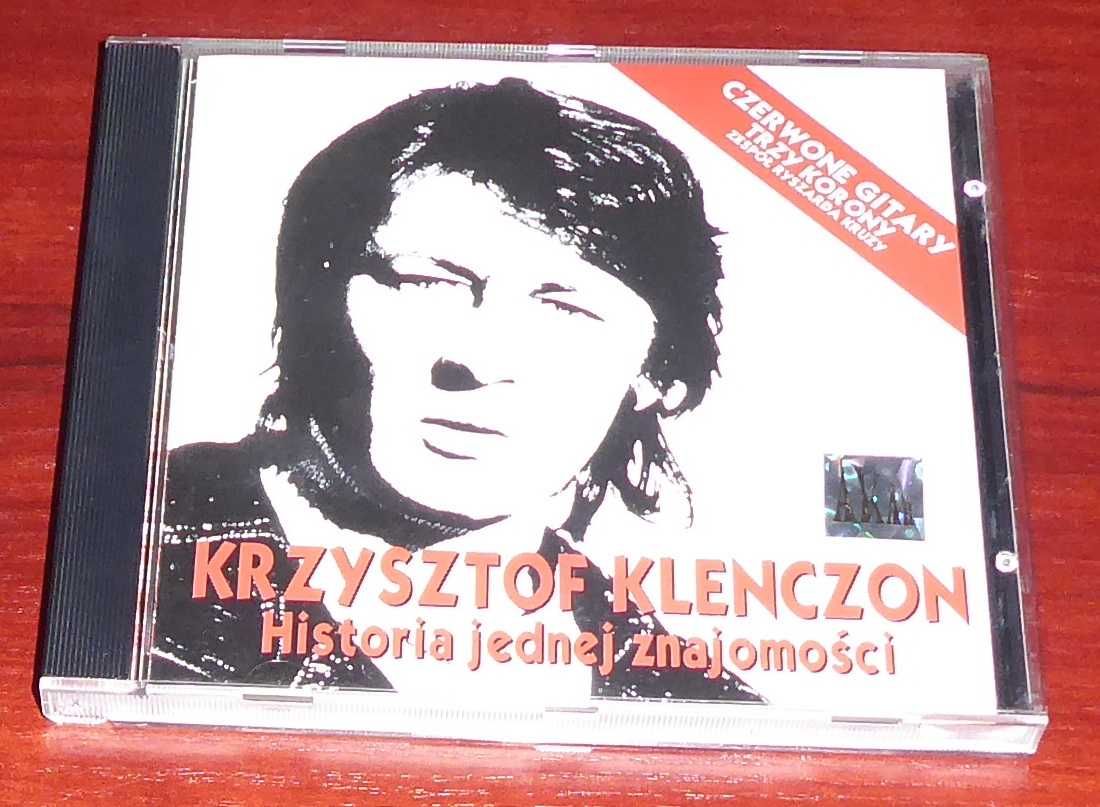 CZERWONE GITARY
TRZY KORONY
ZESPÓŁ RYSZARDA KRUZY
KRZYSZTOF KLENCZON
Historia jednej znajomości